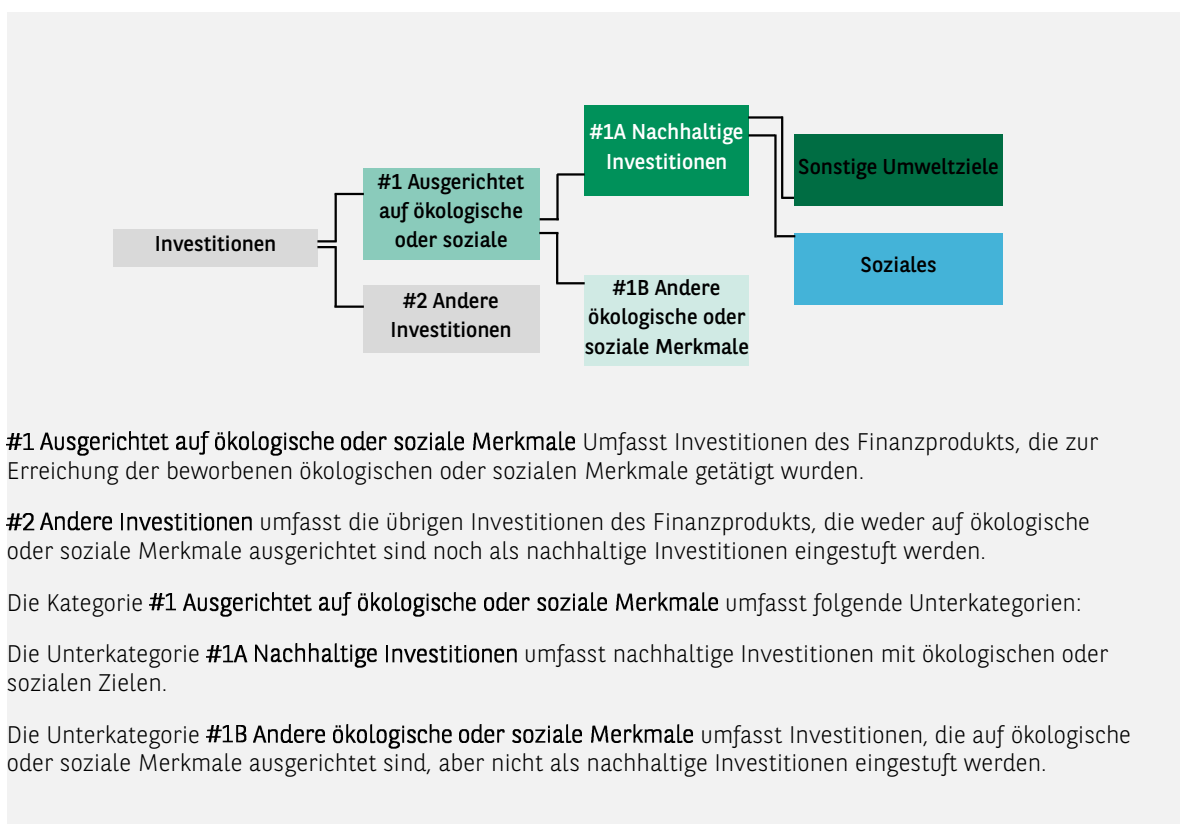 #1A Nachhaltige
Investitionen
Sonstige Umweltziele
#1 Ausgerichtet
auf ökologische
oder soziale
Investitionen
Soziales
#2 Andere
Investitionen
#1B Andere
ökologische oder
soziale Merkmale
#1 Ausgerichtet auf ökologische oder soziale Merkmale Umfasst Investitionen des Finanzprodukts, die zur
Erreichung der beworbenen ökologischen oder sozialen Merkmale getätigt wurden.
#2 Andere Investitionen umfasst die übrigen Investitionen des Finanzprodukts, die weder auf ökologische
oder soziale Merkmale ausgerichtet sind noch als nachhaltige Investitionen eingestuft werden.
Die Kategorie #1 Ausgerichtet auf ökologische oder soziale Merkmale umfasst folgende Unterkategorien:
Die Unterkategorie #1A Nachhaltige Investitionen umfasst nachhaltige Investitionen mit ökologischen oder
sozialen Zielen.
Die Unterkategorie #1B Andere ökologische oder soziale Merkmale umfasst Investitionen, die auf ökologische
oder soziale Merkmale ausgerichtet sind, aber nicht als nachhaltige Investitionen eingestuft werden.